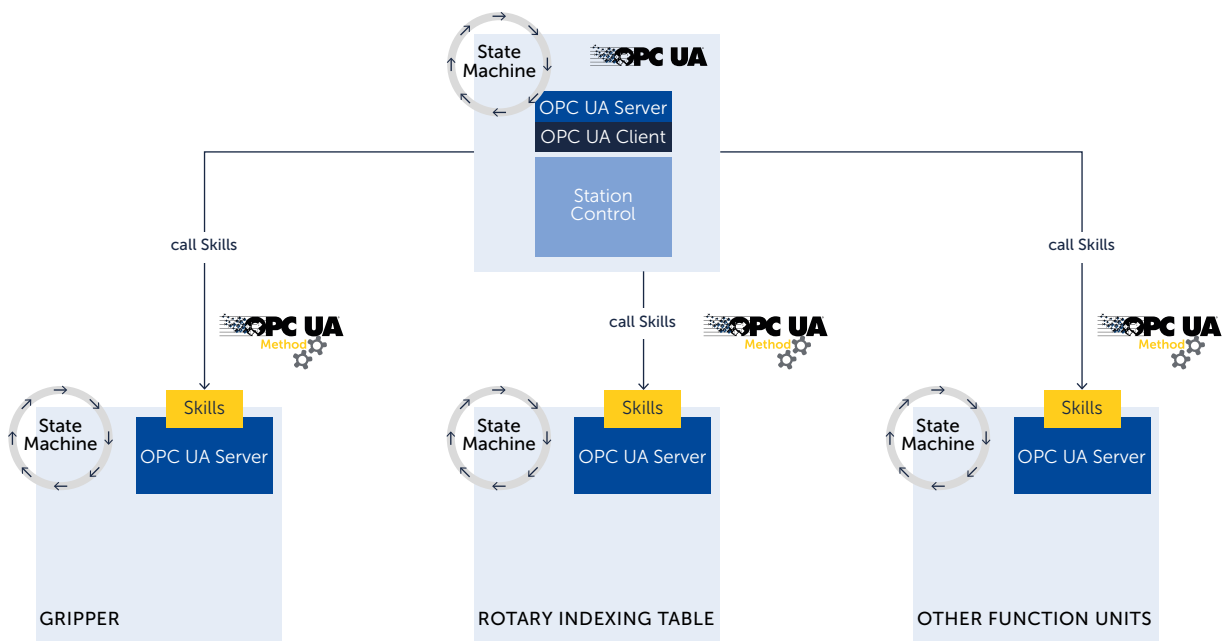 State
Machine
OPC UA
OPC UA Server
OPC UA Client
Station
Control
call Skills
call Skills
call Skills
OPC UA
Method
OPC UA
Method
OPC UA
Method
State
Machine
Skills
OPC UA Server
GRIPPER
State
Machine
Skills
OPC UA Server
ROTARY INDEXING TABLE
State
Machine
Skills
OPC UA Server
OTHER FUNCTION UNITS